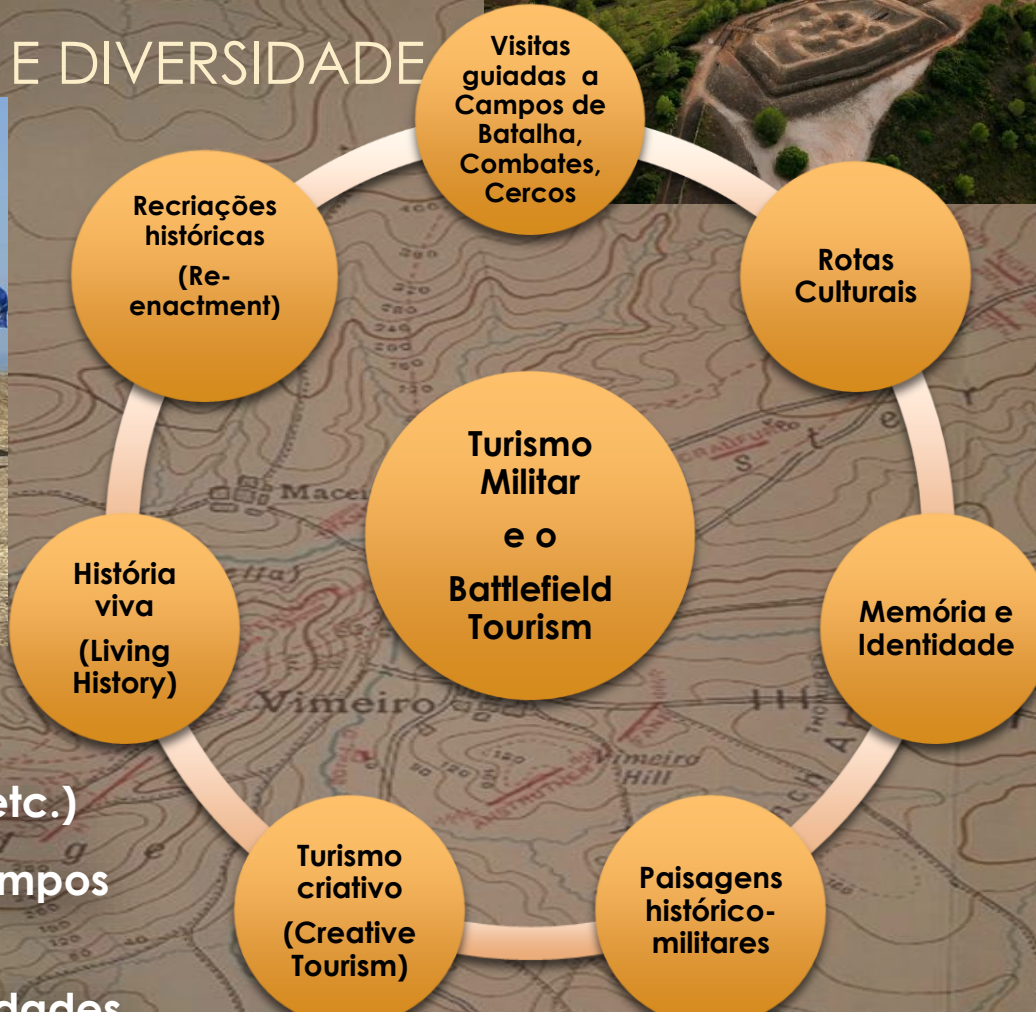 E DIVERSIDADE
Visitas
guiadas a
Campos de
Batalha,
Combates,
Cercos
Rotas
Culturais
Memória e
Identidade
Paisagens
histórico-
militares
Turismo
criativo
(Creative
Tourism)
História
viva
(Living
History)
Recriações
históricas
(Re-
enactment)
Turismo
Militar
e o
Battlefield
Tourism
etc.)
mpos
dades
Vimeiro
Vimeiro
Hill